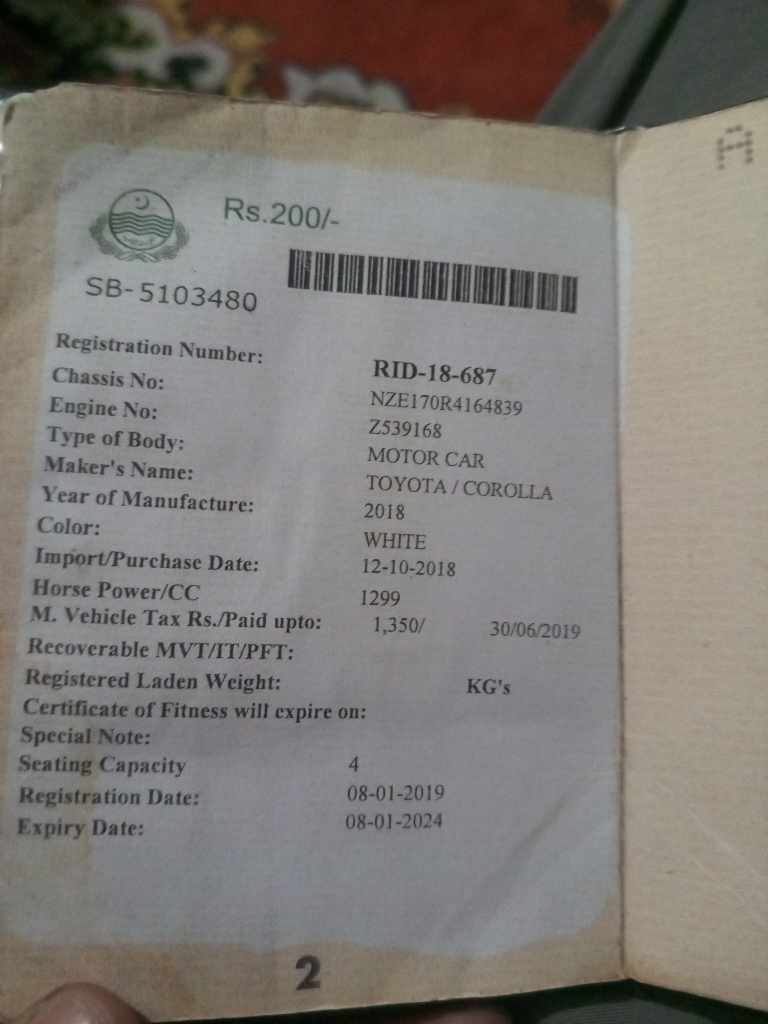 Rs.200/-
SB-5103480
Registration Number: RID-18-687
Chassis No: NZE170R4164839
Engine No: Z539168
Type of Body: MOTOR CAR
Maker's Name: TOYOTA / COROLLA
Year of Manufacture: 2018
Color: WHITE
Import/Purchase Date: 12-10-2018
Horse Power/CC 1299
M. Vehicle Tax Rs./Paid upto: 1,350/ 30/06/2019
Recoverable MVT/IT/PFT:
Registered Laden Weight: KG's
Certificate of Fitness will expire on:
Special Note:
Seating Capacity 4
Registration Date: 08-01-2019
Expiry Date: 08-01-2024
2
A